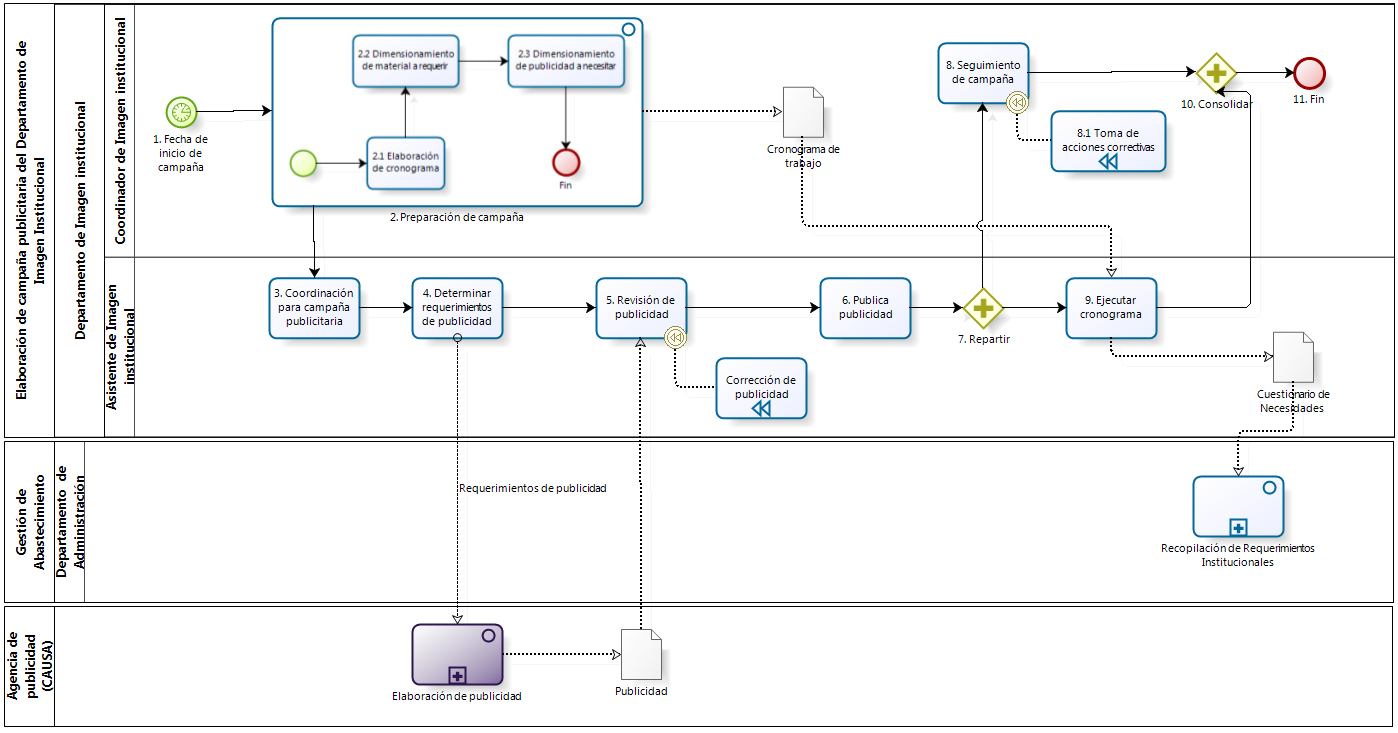 Elaboración de campaña publicitaria del Departamento de
Imagen Institucional
Departamento de Imagen institucional
Coordinador de Imagen institucional
1. Fecha de
inicio de
campaña
2.2 Dimensionamiento
de material a requerir
2.3 Dimensionamiento
de publicidad a necesitar
2.1 Elaboración
de cronograma
Fin
2. Preparación de campaña
Cronograma de
trabajo
8. Seguimiento
de campaña
8.1 Toma de
acciones correctivas
10. Consolidar
11. Fin
Asistente de Imagen
institucional
3. Coordinación
para campaña
publicitaria
4. Determinar
requerimientos
de publicidad
5. Revisión de
publicidad
Corrección de
publicidad
6. Publica
publicidad
7. Repartir
9. Ejecutar
cronograma
Cuestionario de
Necesidades
Gestión de
Abastecimiento
Departamento de
Administración
Requerimientos de publicidad
Recopilación de Requerimientos
Institucionales
Agencia de
publicidad
(CAUSA)
Elaboración de publicidad
Publicidad